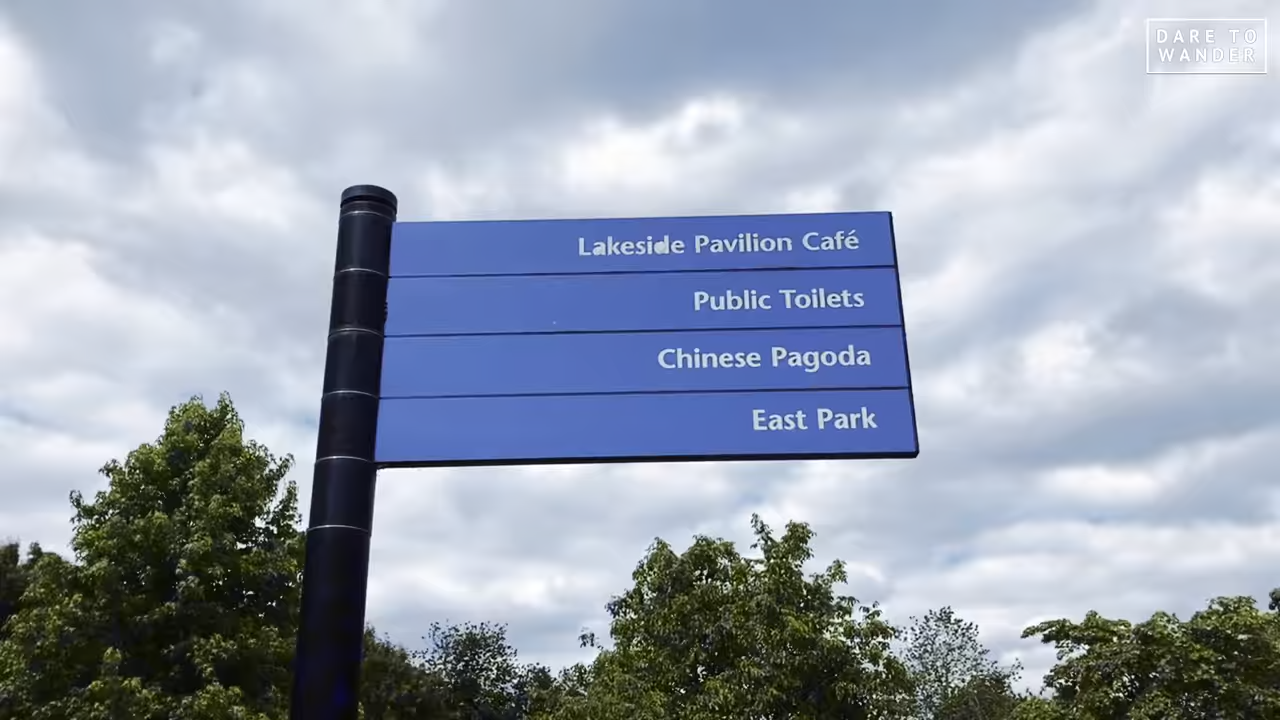 DARE TO
WANDER
Lakeside Pavilion Café
Public Toilets
Chinese Pagoda
East Park